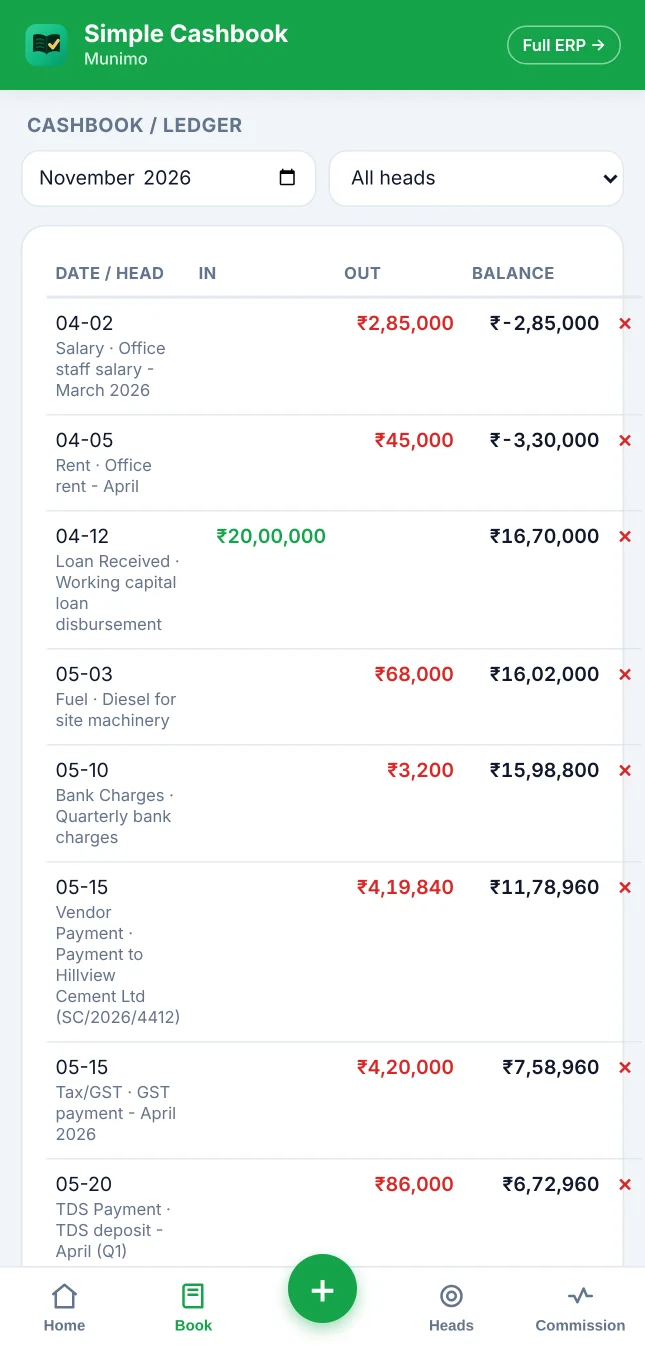 Simple Cashbook
Munimo
Full ERP →
CASHBOOK / LEDGER
November 2026
All heads
DATE / HEAD IN OUT BALANCE
04-02 ₹2,85,000 ₹-2,85,000 ×
Salary · Office
staff salary -
March 2026
04-05 ₹45,000 ₹-3,30,000 ×
Rent · Office
rent - April
04-12 ₹20,00,000 ₹16,70,000 ×
Loan Received ·
Working capital
loan
disbursement
05-03 ₹68,000 ₹16,02,000 ×
Fuel · Diesel for
site machinery
05-10 ₹3,200 ₹15,98,800 ×
Bank Charges ·
Quarterly bank
charges
05-15 ₹4,19,840 ₹11,78,960 ×
Vendor
Payment ·
Payment to
Hillview
Cement Ltd
(SC/2026/4412)
05-15 ₹4,20,000 ₹7,58,960 ×
Tax/GST · GST
payment - April
2026
05-20 ₹86,000 ₹6,72,960 ×
TDS Payment ·
TDS deposit -
April (Q1)
+
Home Book Heads Commission